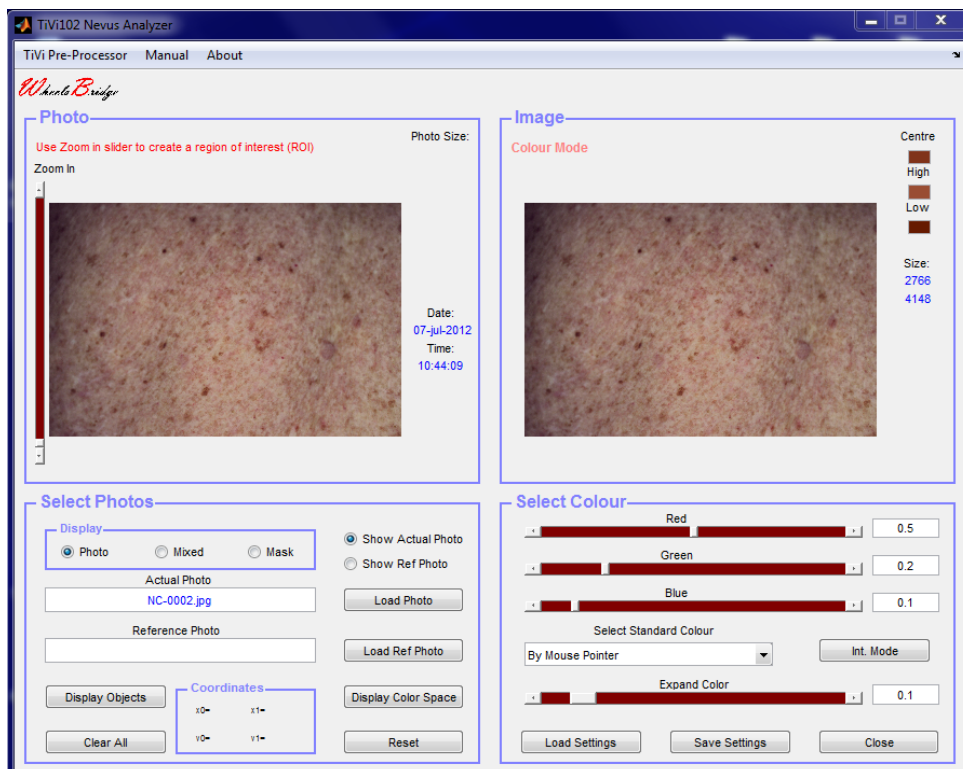 TiVi102 Nevus Analyzer
TiVi Pre-Processor Manual About
WheelsBridge
Photo
Use Zoom in slider to create a region of interest (ROI)
Photo Size:
Zoom In
Date:
07-jul-2012
Time:
10:44:09
Image
Colour Mode
Centre
High
Low
Size:
2766
4148
Select Photos
Display
Photo Mixed Mask
Show Actual Photo
Show Ref Photo
Actual Photo
NC-0002.jpg
Load Photo
Reference Photo
Load Ref Photo
Display Objects
Coordinates
x0= x1=
y0= y1=
Display Color Space
Clear All
Reset
Select Colour
Red
0.5
Green
0.2
Blue
0.1
Select Standard Colour
By Mouse Pointer
Int. Mode
Expand Color
0.1
Load Settings Save Settings Close